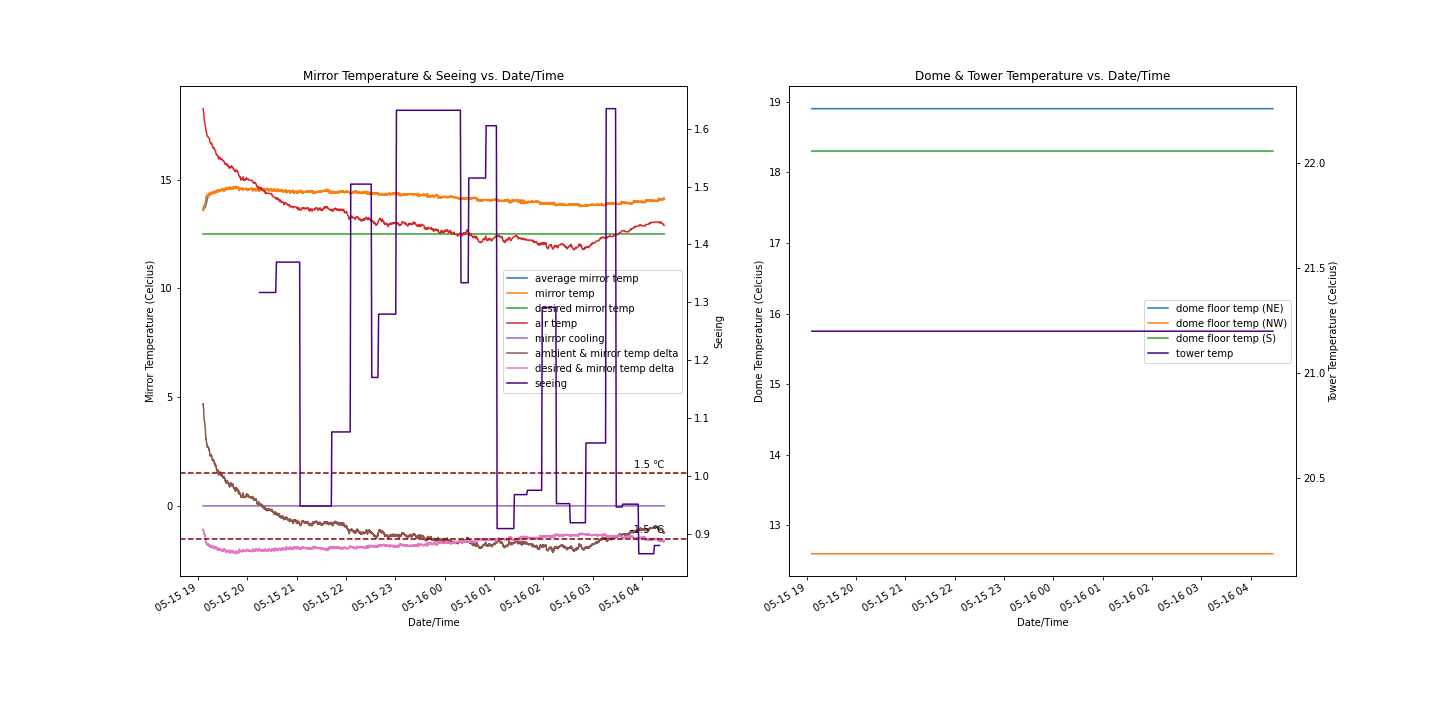 Mirror Temperature & Seeing vs. Date/Time
Mirror Temperature (Celcius)
15
10
5
0
1.6
1.5
1.4
1.3
1.2
1.1
1.0
0.9
Seeing
average mirror temp
mirror temp
desired mirror temp
air temp
mirror cooling
ambient & mirror temp delta
desired & mirror temp delta
seeing
1.5 °C
-1.5 °C
05-15 19
05-15 20
05-15 21
05-15 22
05-15 23
05-16 00
05-16 01
05-16 02
05-16 03
05-16 04
Date/Time
Dome & Tower Temperature vs. Date/Time
Dome Temperature (Celcius)
19
18
17
16
15
14
13
22.0
21.5
21.0
20.5
Tower Temperature (Celcius)
dome floor temp (NE)
dome floor temp (NW)
dome floor temp (S)
tower temp
05-15 19
05-15 20
05-15 21
05-15 22
05-15 23
05-16 00
05-16 01
05-16 02
05-16 03
05-16 04
Date/Time